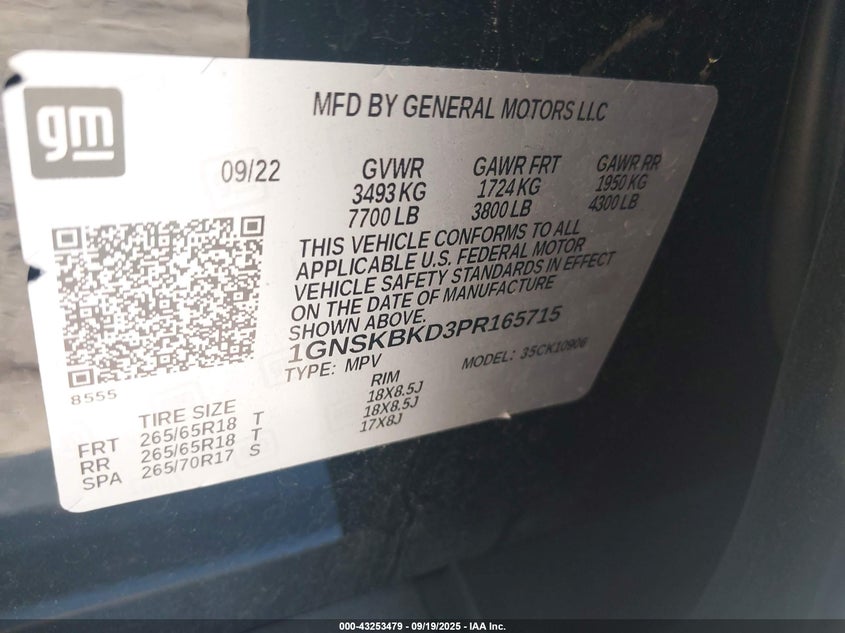 gm
MFD BY GENERAL MOTORS LLC
09/22 GVWR GAWR FRT GAWR RR
3493 KG 1724 KG 1950 KG
7700 LB 3800 LB 4300 LB
THIS VEHICLE CONFORMS TO ALL
APPLICABLE U.S. FEDERAL MOTOR
VEHICLE SAFETY STANDARDS IN EFFECT
ON THE DATE OF MANUFACTURE
SHOWN ABOVE.
1GNSKBKD3PR165715
TYPE: MPV MODEL: 35CK10906
8555
TIRE SIZE RIM
FRT 265/65R18 T 18X8.5J
RR 265/65R18 T 18X8.5J
SPA 265/70R17 S 17X8J
000-43253479 - 09/19/2025 - IAA Inc.